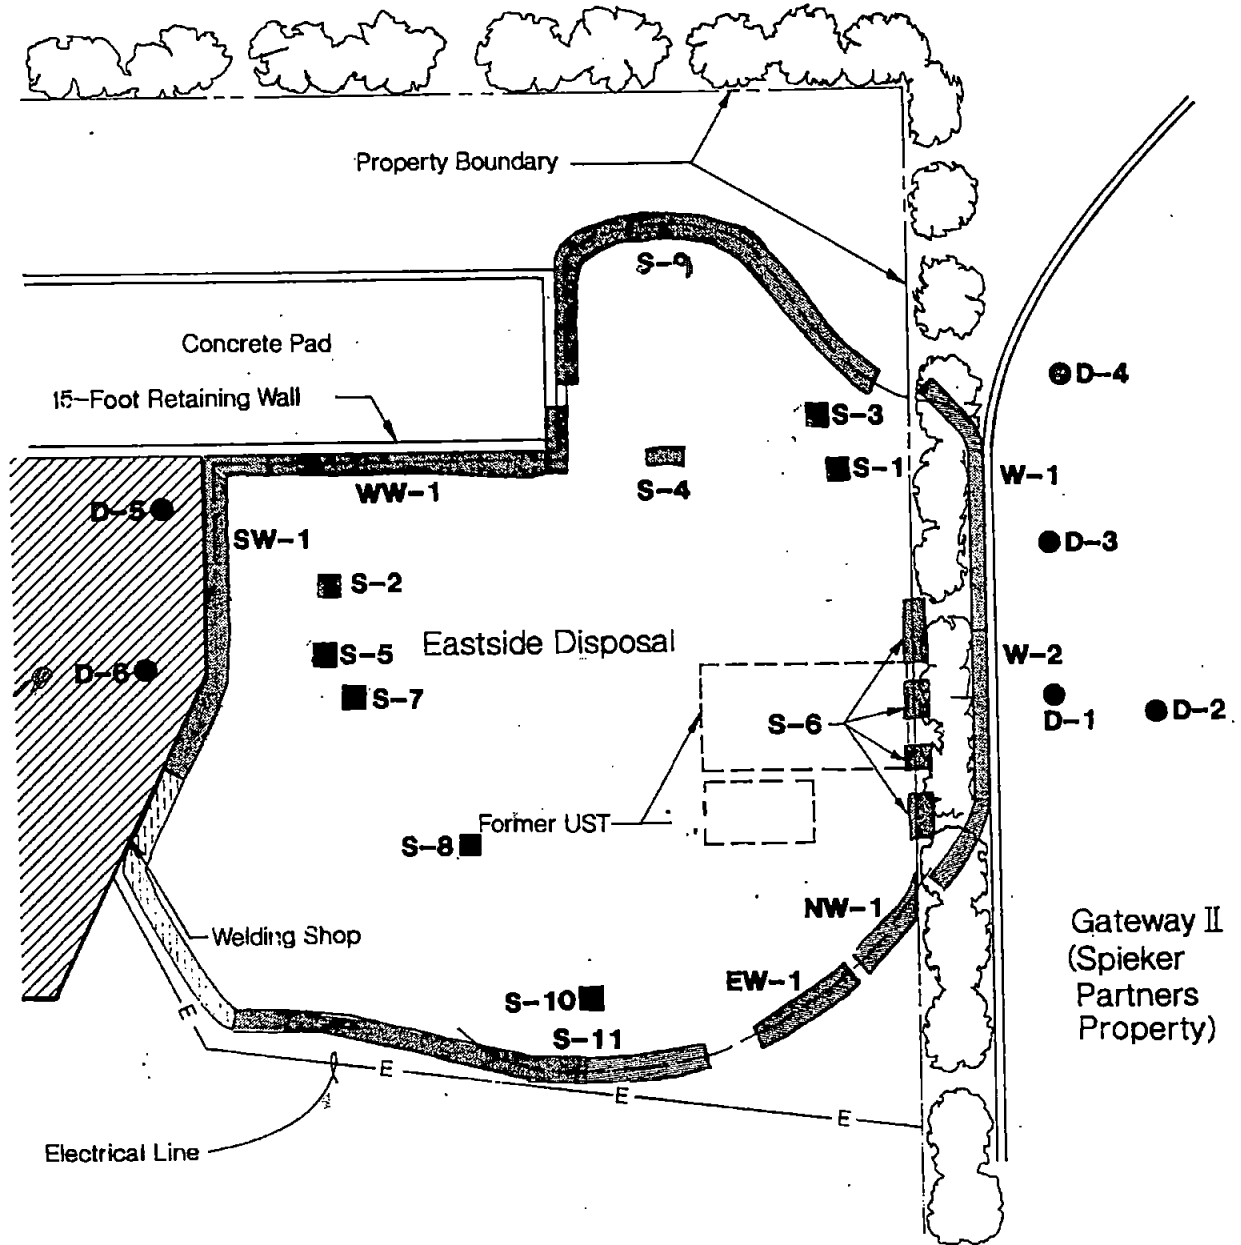 Property Boundary
S-9
Concrete Pad
D-4
15-Foot Retaining Wall
S-3
S-1
W-1
WW-1
S-4
D-5
SW-1
D-3
S-2
Eastside Disposal
S-5
W-2
D-6
S-7
S-6
D-1
D-2
Former UST
S-8
NW-1
Gateway II
(Spieker
Partners
Property)
Welding Shop
EW-1
S-10
E
S-11
E
E
E
Electrical Line